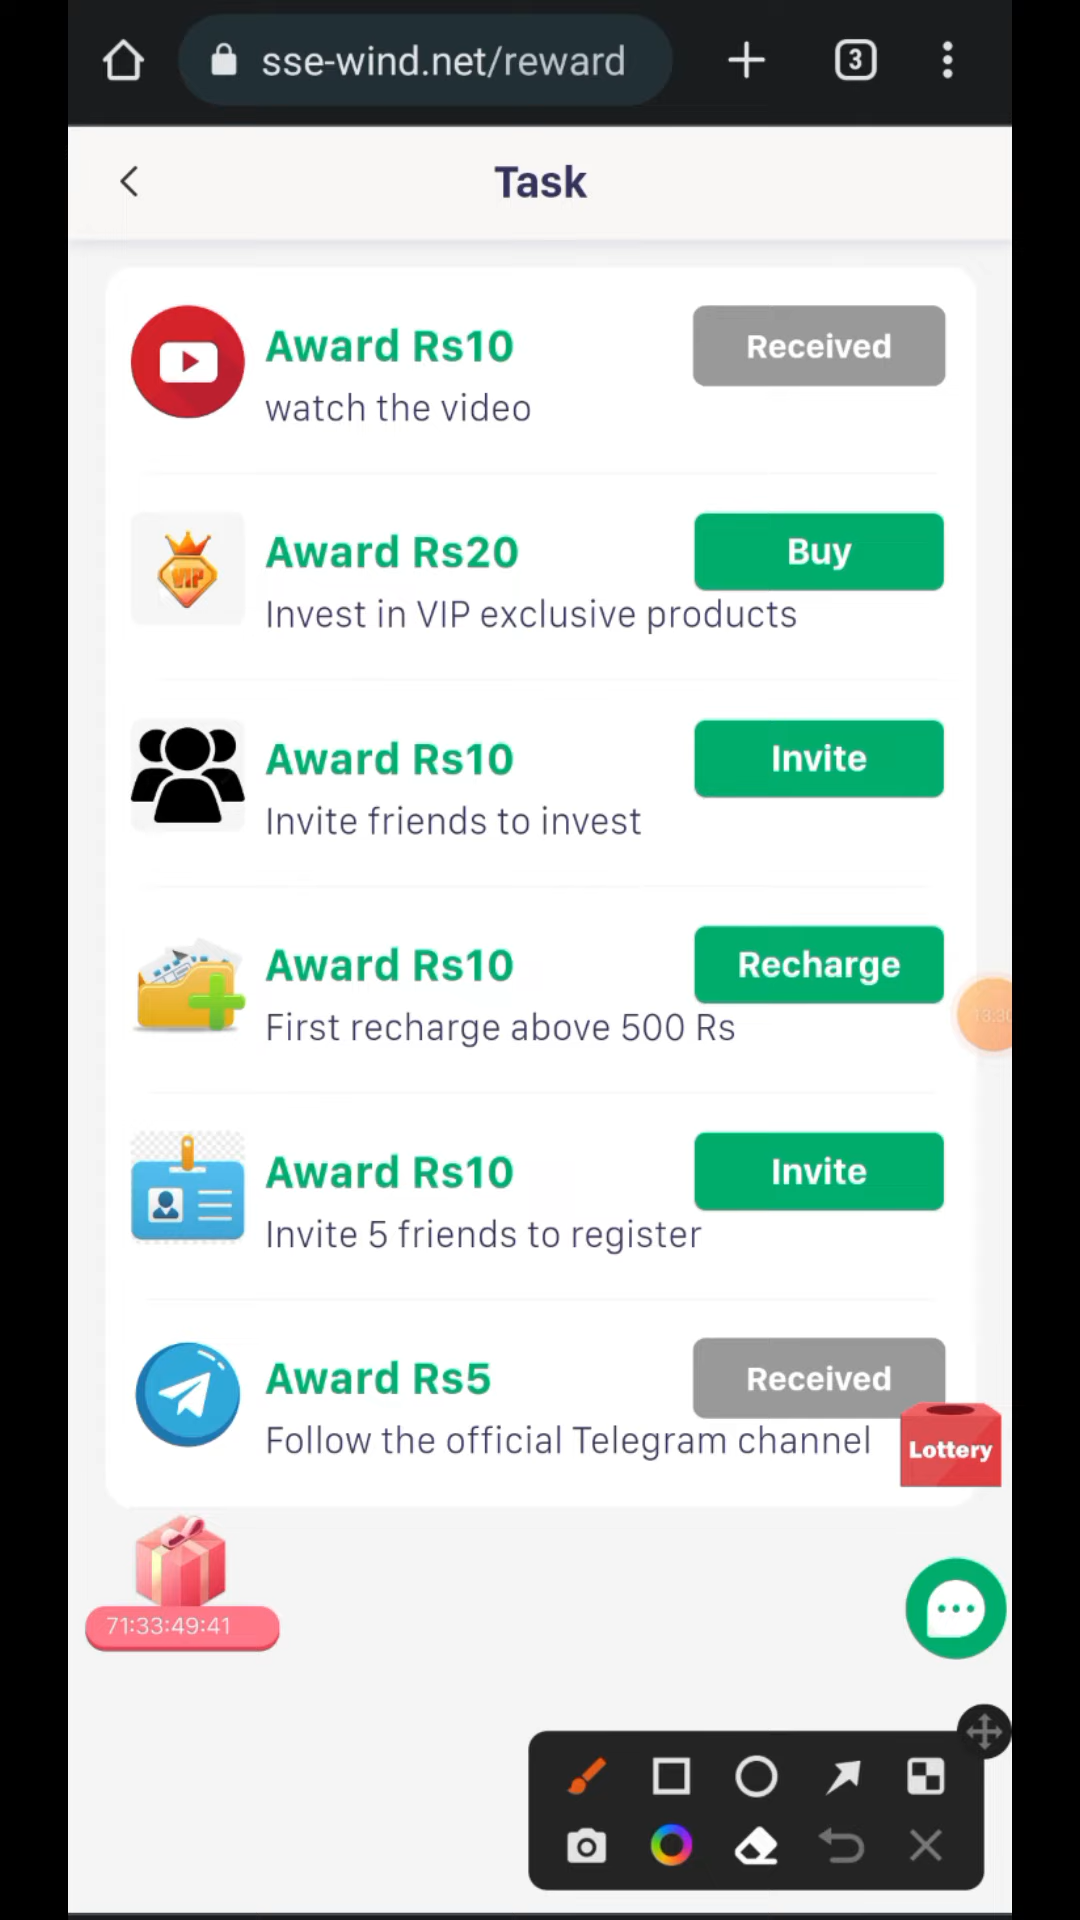 sse-wind.net/reward
3
Task
Award Rs10
Received
watch the video
VIP
Award Rs20
Buy
Invest in VIP exclusive products
Award Rs10
Invite
Invite friends to invest
Award Rs10
Recharge
First recharge above 500 Rs
Award Rs10
Invite
Invite 5 friends to register
Award Rs5
Received
Follow the official Telegram channel
Lottery
71:33:49:41